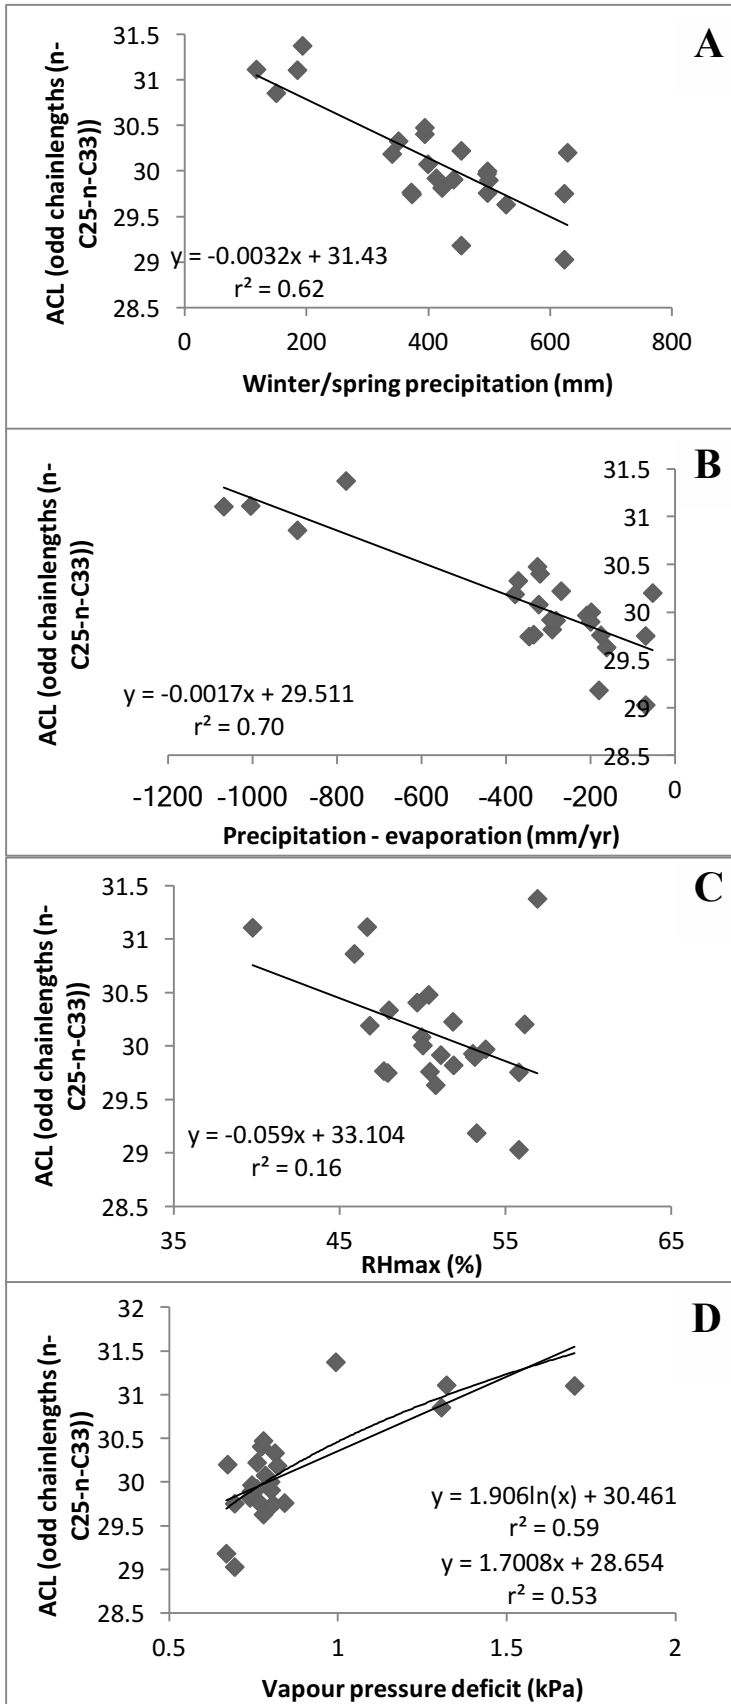 A
ACL (odd chainlengths (n-
C25-n-C33))
31.5
31
30.5
30
29.5
29
28.5
y = -0.0032x + 31.43
r² = 0.62
0 200 400 600 800
Winter/spring precipitation (mm)
B
ACL (odd chainlengths (n-
C25-n-C33))
31.5
31
30.5
30
29.5
29
28.5
y = -0.0017x + 29.511
r² = 0.70
-1200 -1000 -800 -600 -400 -200 0
Precipitation - evaporation (mm/yr)
C
ACL (odd chainlengths (n-
C25-n-C33))
31.5
31
30.5
30
29.5
29
28.5
y = -0.059x + 33.104
r² = 0.16
35 45 55 65
RHmax (%)
D
ACL (odd chainlengths (n-
C25-n-C33))
32
31.5
31
30.5
30
29.5
29
28.5
y = 1.906ln(x) + 30.461
r² = 0.59
y = 1.7008x + 28.654
r² = 0.53
0.5 1 1.5 2
Vapour pressure deficit (kPa)